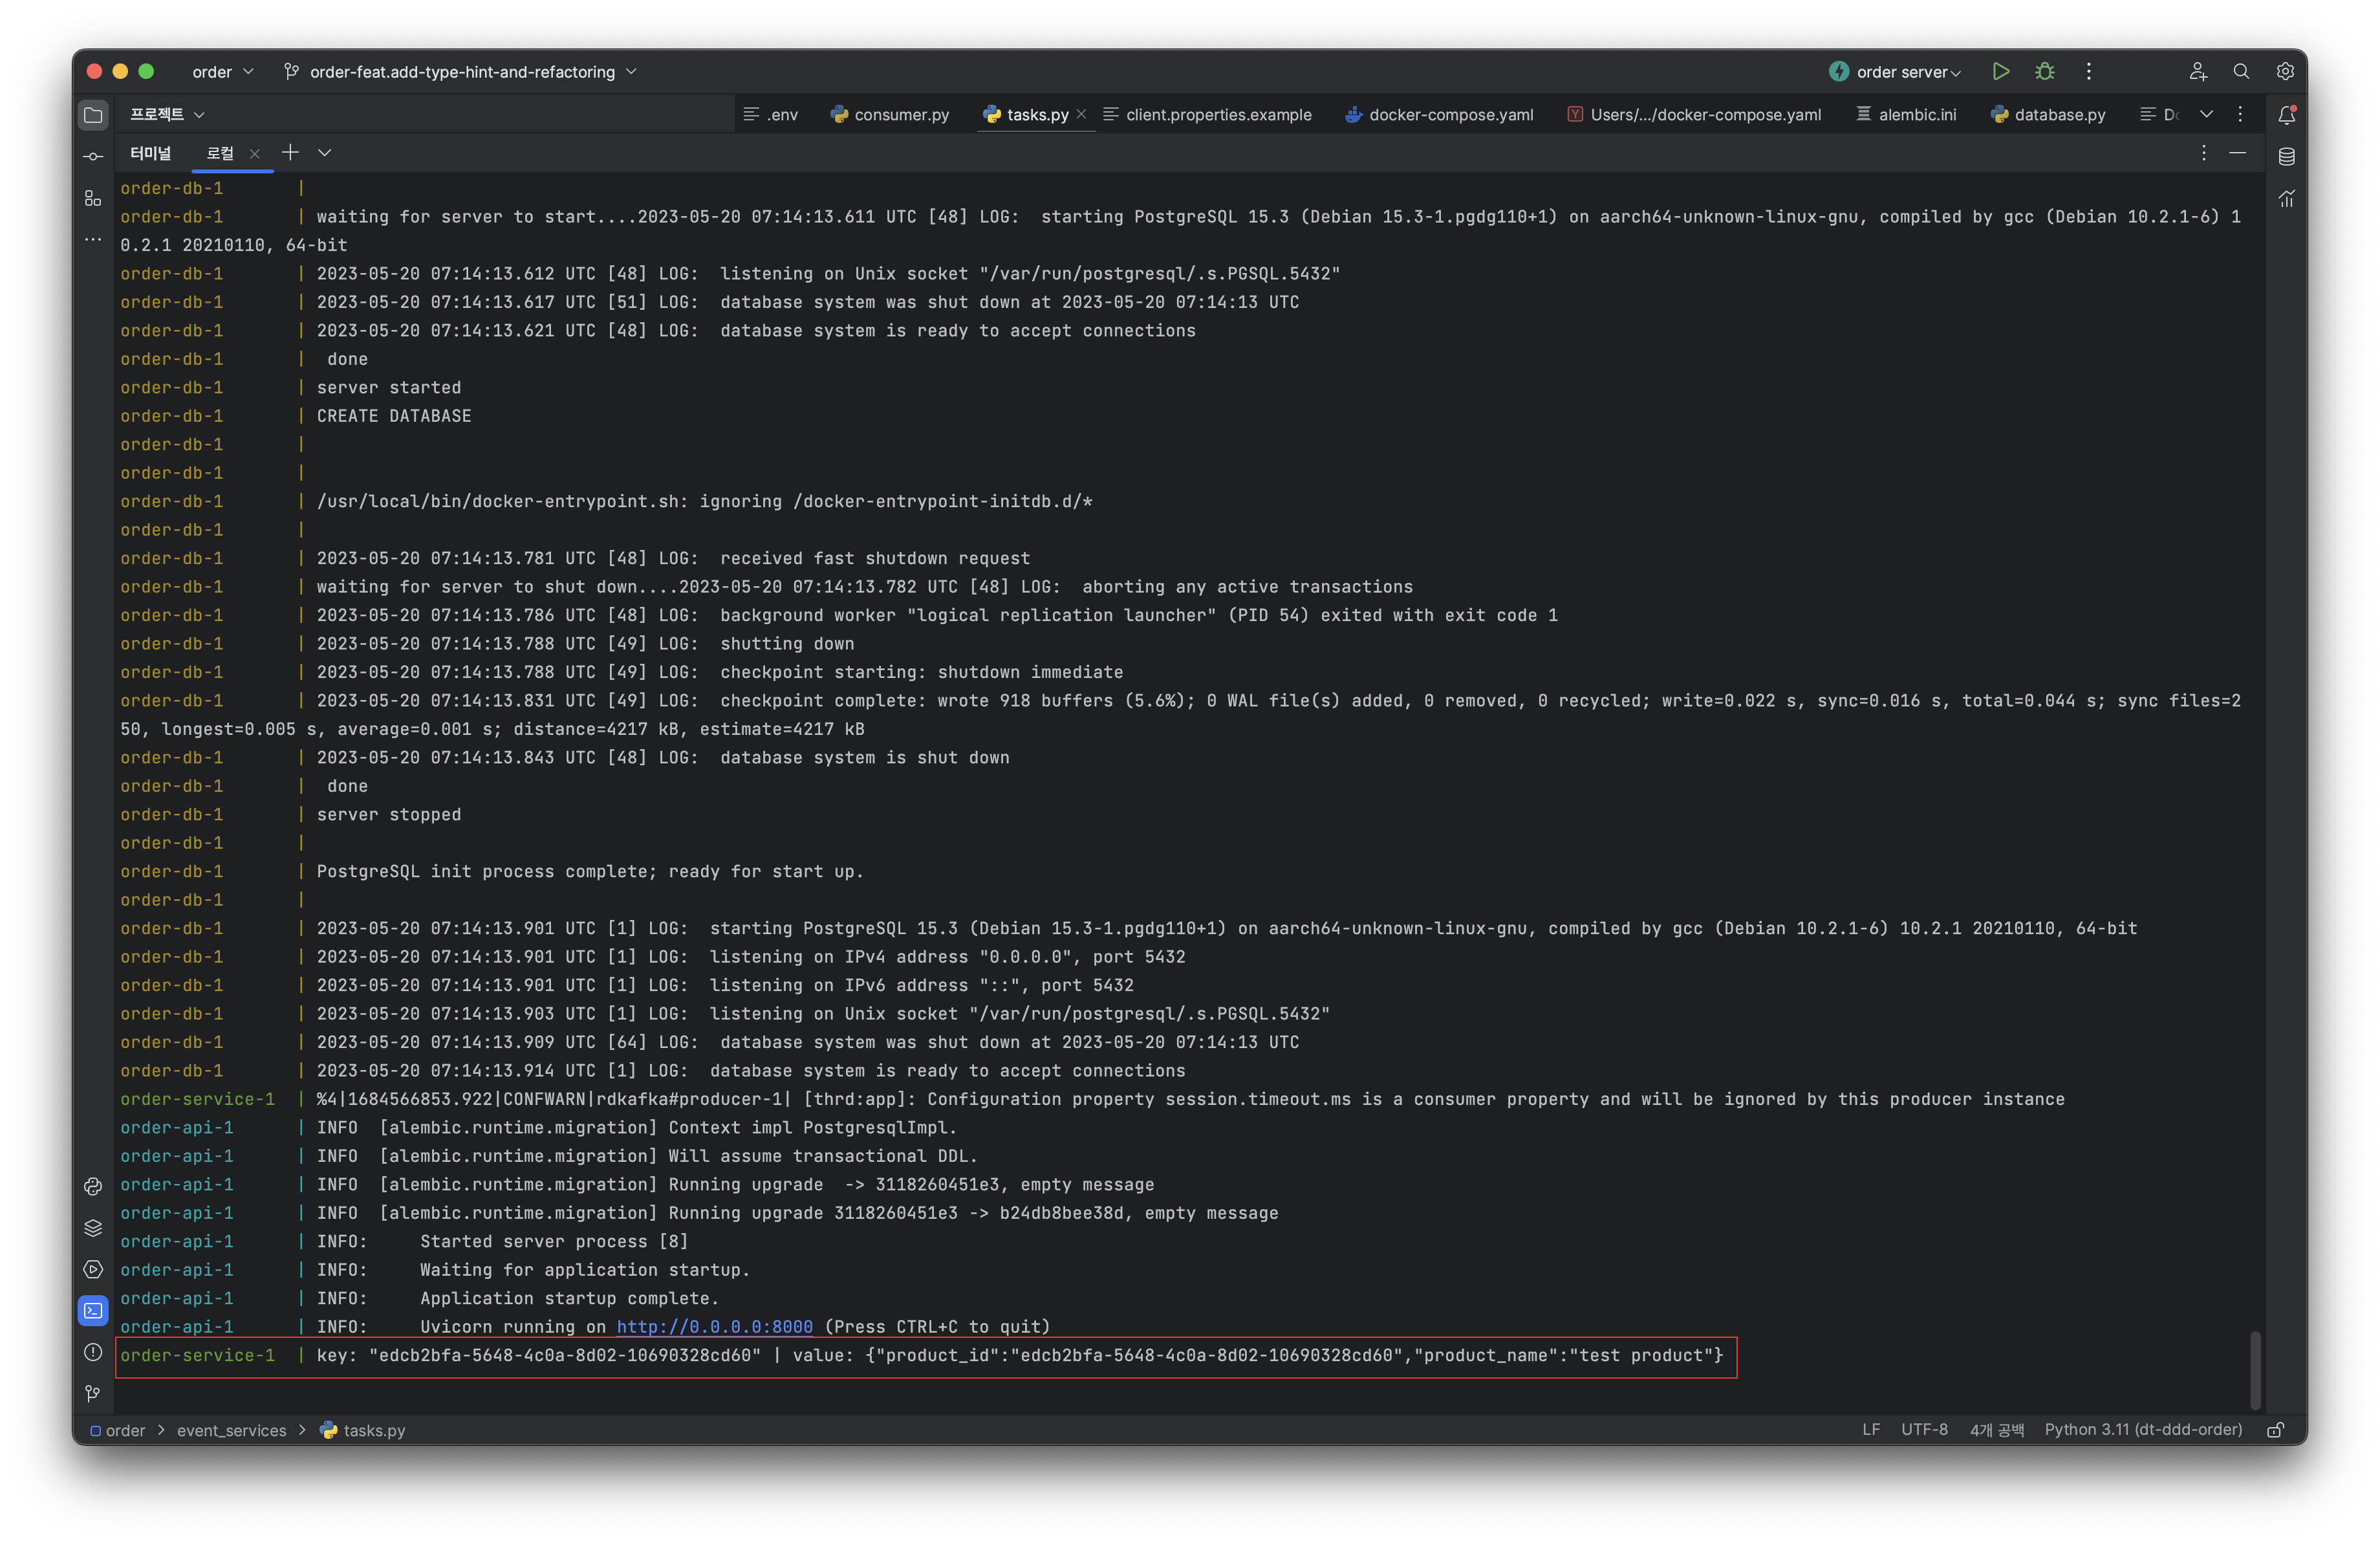 order
order-feat.add-type-hint-and-refactoring
order server
프로젝트
.env
consumer.py
tasks.py
client.properties.example
docker-compose.yaml
Users/.../docker-compose.yaml
alembic.ini
database.py
터미널
로컬
order-db-1 |
order-db-1 | waiting for server to start....2023-05-20 07:14:13.611 UTC [48] LOG:  starting PostgreSQL 15.3 (Debian 15.3-1.pgdg110+1) on aarch64-unknown-linux-gnu, compiled by gcc (Debian 10.2.1-6) 1
0.2.1 20210110, 64-bit
order-db-1 | 2023-05-20 07:14:13.612 UTC [48] LOG:  listening on Unix socket "/var/run/postgresql/.s.PGSQL.5432"
order-db-1 | 2023-05-20 07:14:13.617 UTC [51] LOG:  database system was shut down at 2023-05-20 07:14:13 UTC
order-db-1 | 2023-05-20 07:14:13.621 UTC [48] LOG:  database system is ready to accept connections
order-db-1 |  done
order-db-1 | server started
order-db-1 | CREATE DATABASE
order-db-1 |
order-db-1 |
order-db-1 | /usr/local/bin/docker-entrypoint.sh: ignoring /docker-entrypoint-initdb.d/*
order-db-1 |
order-db-1 | 2023-05-20 07:14:13.781 UTC [48] LOG:  received fast shutdown request
order-db-1 | waiting for server to shut down....2023-05-20 07:14:13.782 UTC [48] LOG:  aborting any active transactions
order-db-1 | 2023-05-20 07:14:13.786 UTC [48] LOG:  background worker "logical replication launcher" (PID 54) exited with exit code 1
order-db-1 | 2023-05-20 07:14:13.788 UTC [49] LOG:  shutting down
order-db-1 | 2023-05-20 07:14:13.788 UTC [49] LOG:  checkpoint starting: shutdown immediate
order-db-1 | 2023-05-20 07:14:13.831 UTC [49] LOG:  checkpoint complete: wrote 918 buffers (5.6%); 0 WAL file(s) added, 0 removed, 0 recycled; write=0.022 s, sync=0.016 s, total=0.044 s; sync files=2
50, longest=0.005 s, average=0.001 s; distance=4217 kB, estimate=4217 kB
order-db-1 | 2023-05-20 07:14:13.843 UTC [48] LOG:  database system is shut down
order-db-1 |  done
order-db-1 | server stopped
order-db-1 |
order-db-1 | PostgreSQL init process complete; ready for start up.
order-db-1 |
order-db-1 | 2023-05-20 07:14:13.901 UTC [1] LOG:  starting PostgreSQL 15.3 (Debian 15.3-1.pgdg110+1) on aarch64-unknown-linux-gnu, compiled by gcc (Debian 10.2.1-6) 10.2.1 20210110, 64-bit
order-db-1 | 2023-05-20 07:14:13.901 UTC [1] LOG:  listening on IPv4 address "0.0.0.0", port 5432
order-db-1 | 2023-05-20 07:14:13.901 UTC [1] LOG:  listening on IPv6 address "::", port 5432
order-db-1 | 2023-05-20 07:14:13.903 UTC [1] LOG:  listening on Unix socket "/var/run/postgresql/.s.PGSQL.5432"
order-db-1 | 2023-05-20 07:14:13.909 UTC [64] LOG:  database system was shut down at 2023-05-20 07:14:13 UTC
order-db-1 | 2023-05-20 07:14:13.914 UTC [1] LOG:  database system is ready to accept connections
order-service-1 | %4|1684566853.922|CONFWARN|rdkafka#producer-1| [thrd:app]: Configuration property session.timeout.ms is a consumer property and will be ignored by this producer instance
order-api-1 | INFO  [alembic.runtime.migration] Context impl PostgresqlImpl.
order-api-1 | INFO  [alembic.runtime.migration] Will assume transactional DDL.
order-api-1 | INFO  [alembic.runtime.migration] Running upgrade  -> 3118260451e3, empty message
order-api-1 | INFO  [alembic.runtime.migration] Running upgrade 3118260451e3 -> b24db8bee38d, empty message
order-api-1 | INFO:     Started server process [8]
order-api-1 | INFO:     Waiting for application startup.
order-api-1 | INFO:     Application startup complete.
order-api-1 | INFO:     Uvicorn running on http://0.0.0.0:8000 (Press CTRL+C to quit)
order-service-1 | key: "edcb2bfa-5648-4c0a-8d02-10690328cd60" | value: {"product_id":"edcb2bfa-5648-4c0a-8d02-10690328cd60","product_name":"test product"}
order > event_services > tasks.py
LF
UTF-8
4개 공백
Python 3.11 (dt-ddd-order)